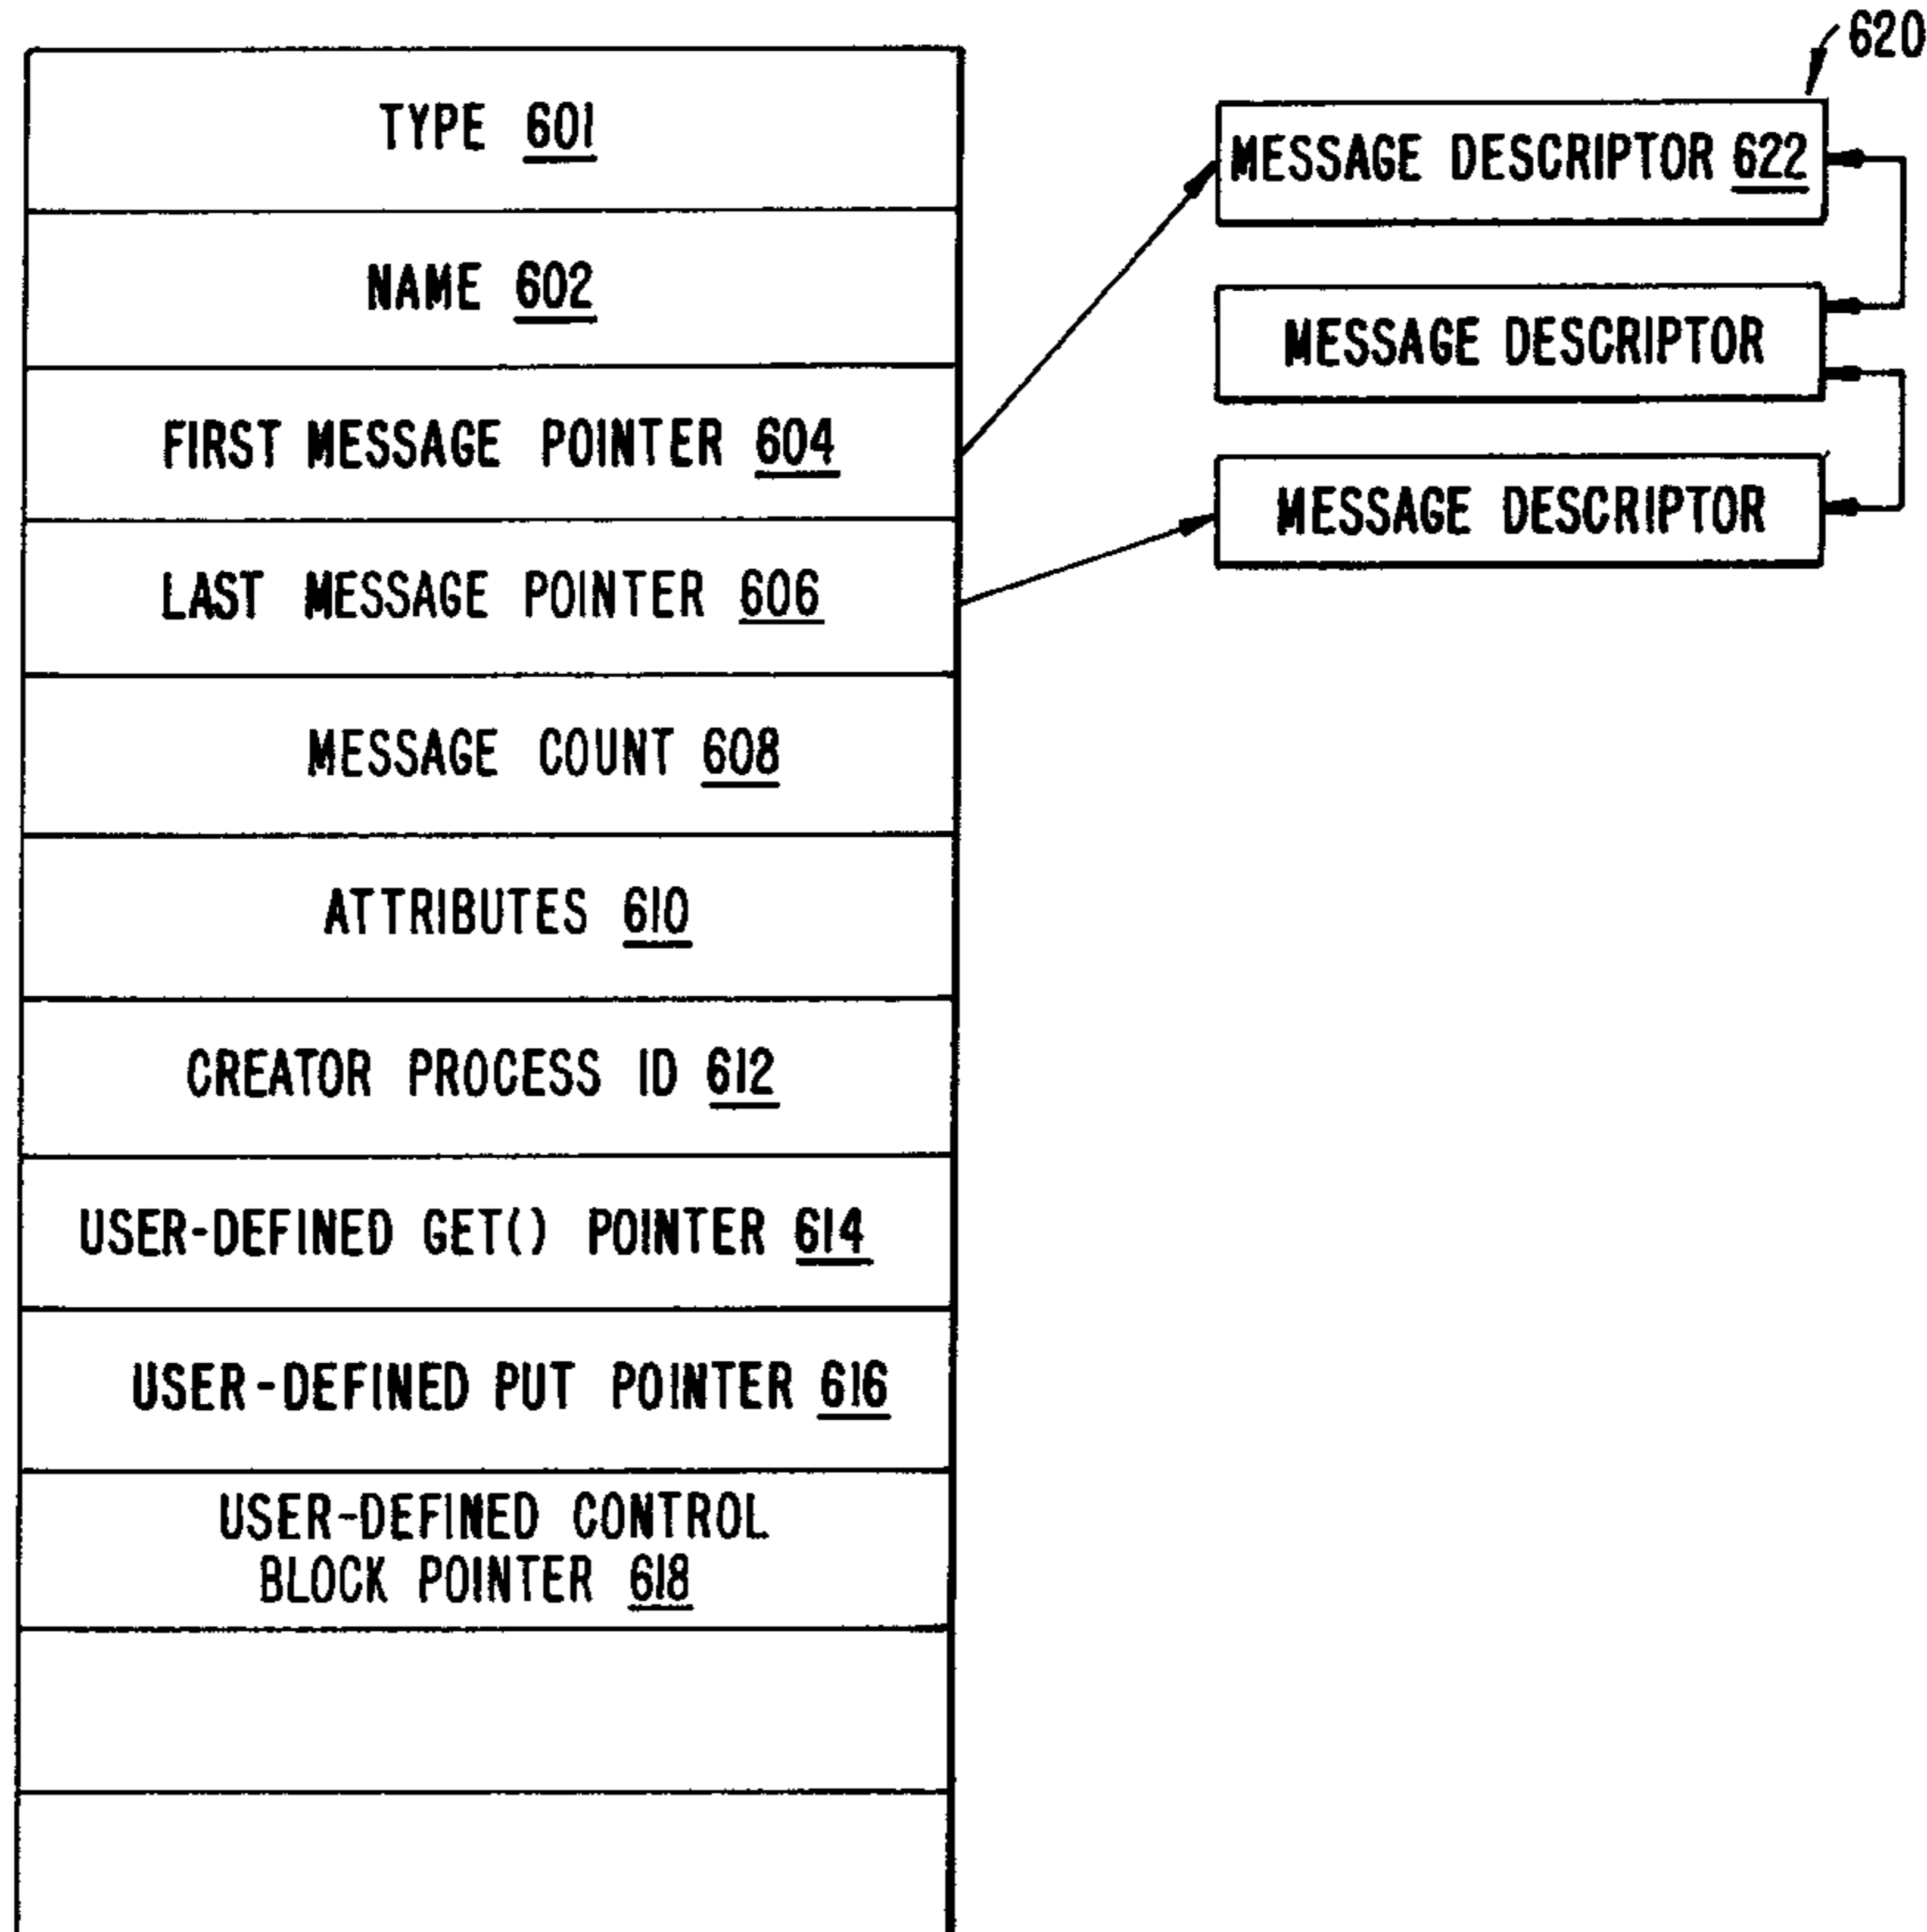 TYPE 601
NAME 602
FIRST MESSAGE POINTER 604
LAST MESSAGE POINTER 606
MESSAGE COUNT 608
ATTRIBUTES 610
CREATOR PROCESS ID 612
USER-DEFINED GET() POINTER 614
USER-DEFINED PUT POINTER 616
USER-DEFINED CONTROL
BLOCK POINTER 618
620
MESSAGE DESCRIPTOR 622
MESSAGE DESCRIPTOR
MESSAGE DESCRIPTOR